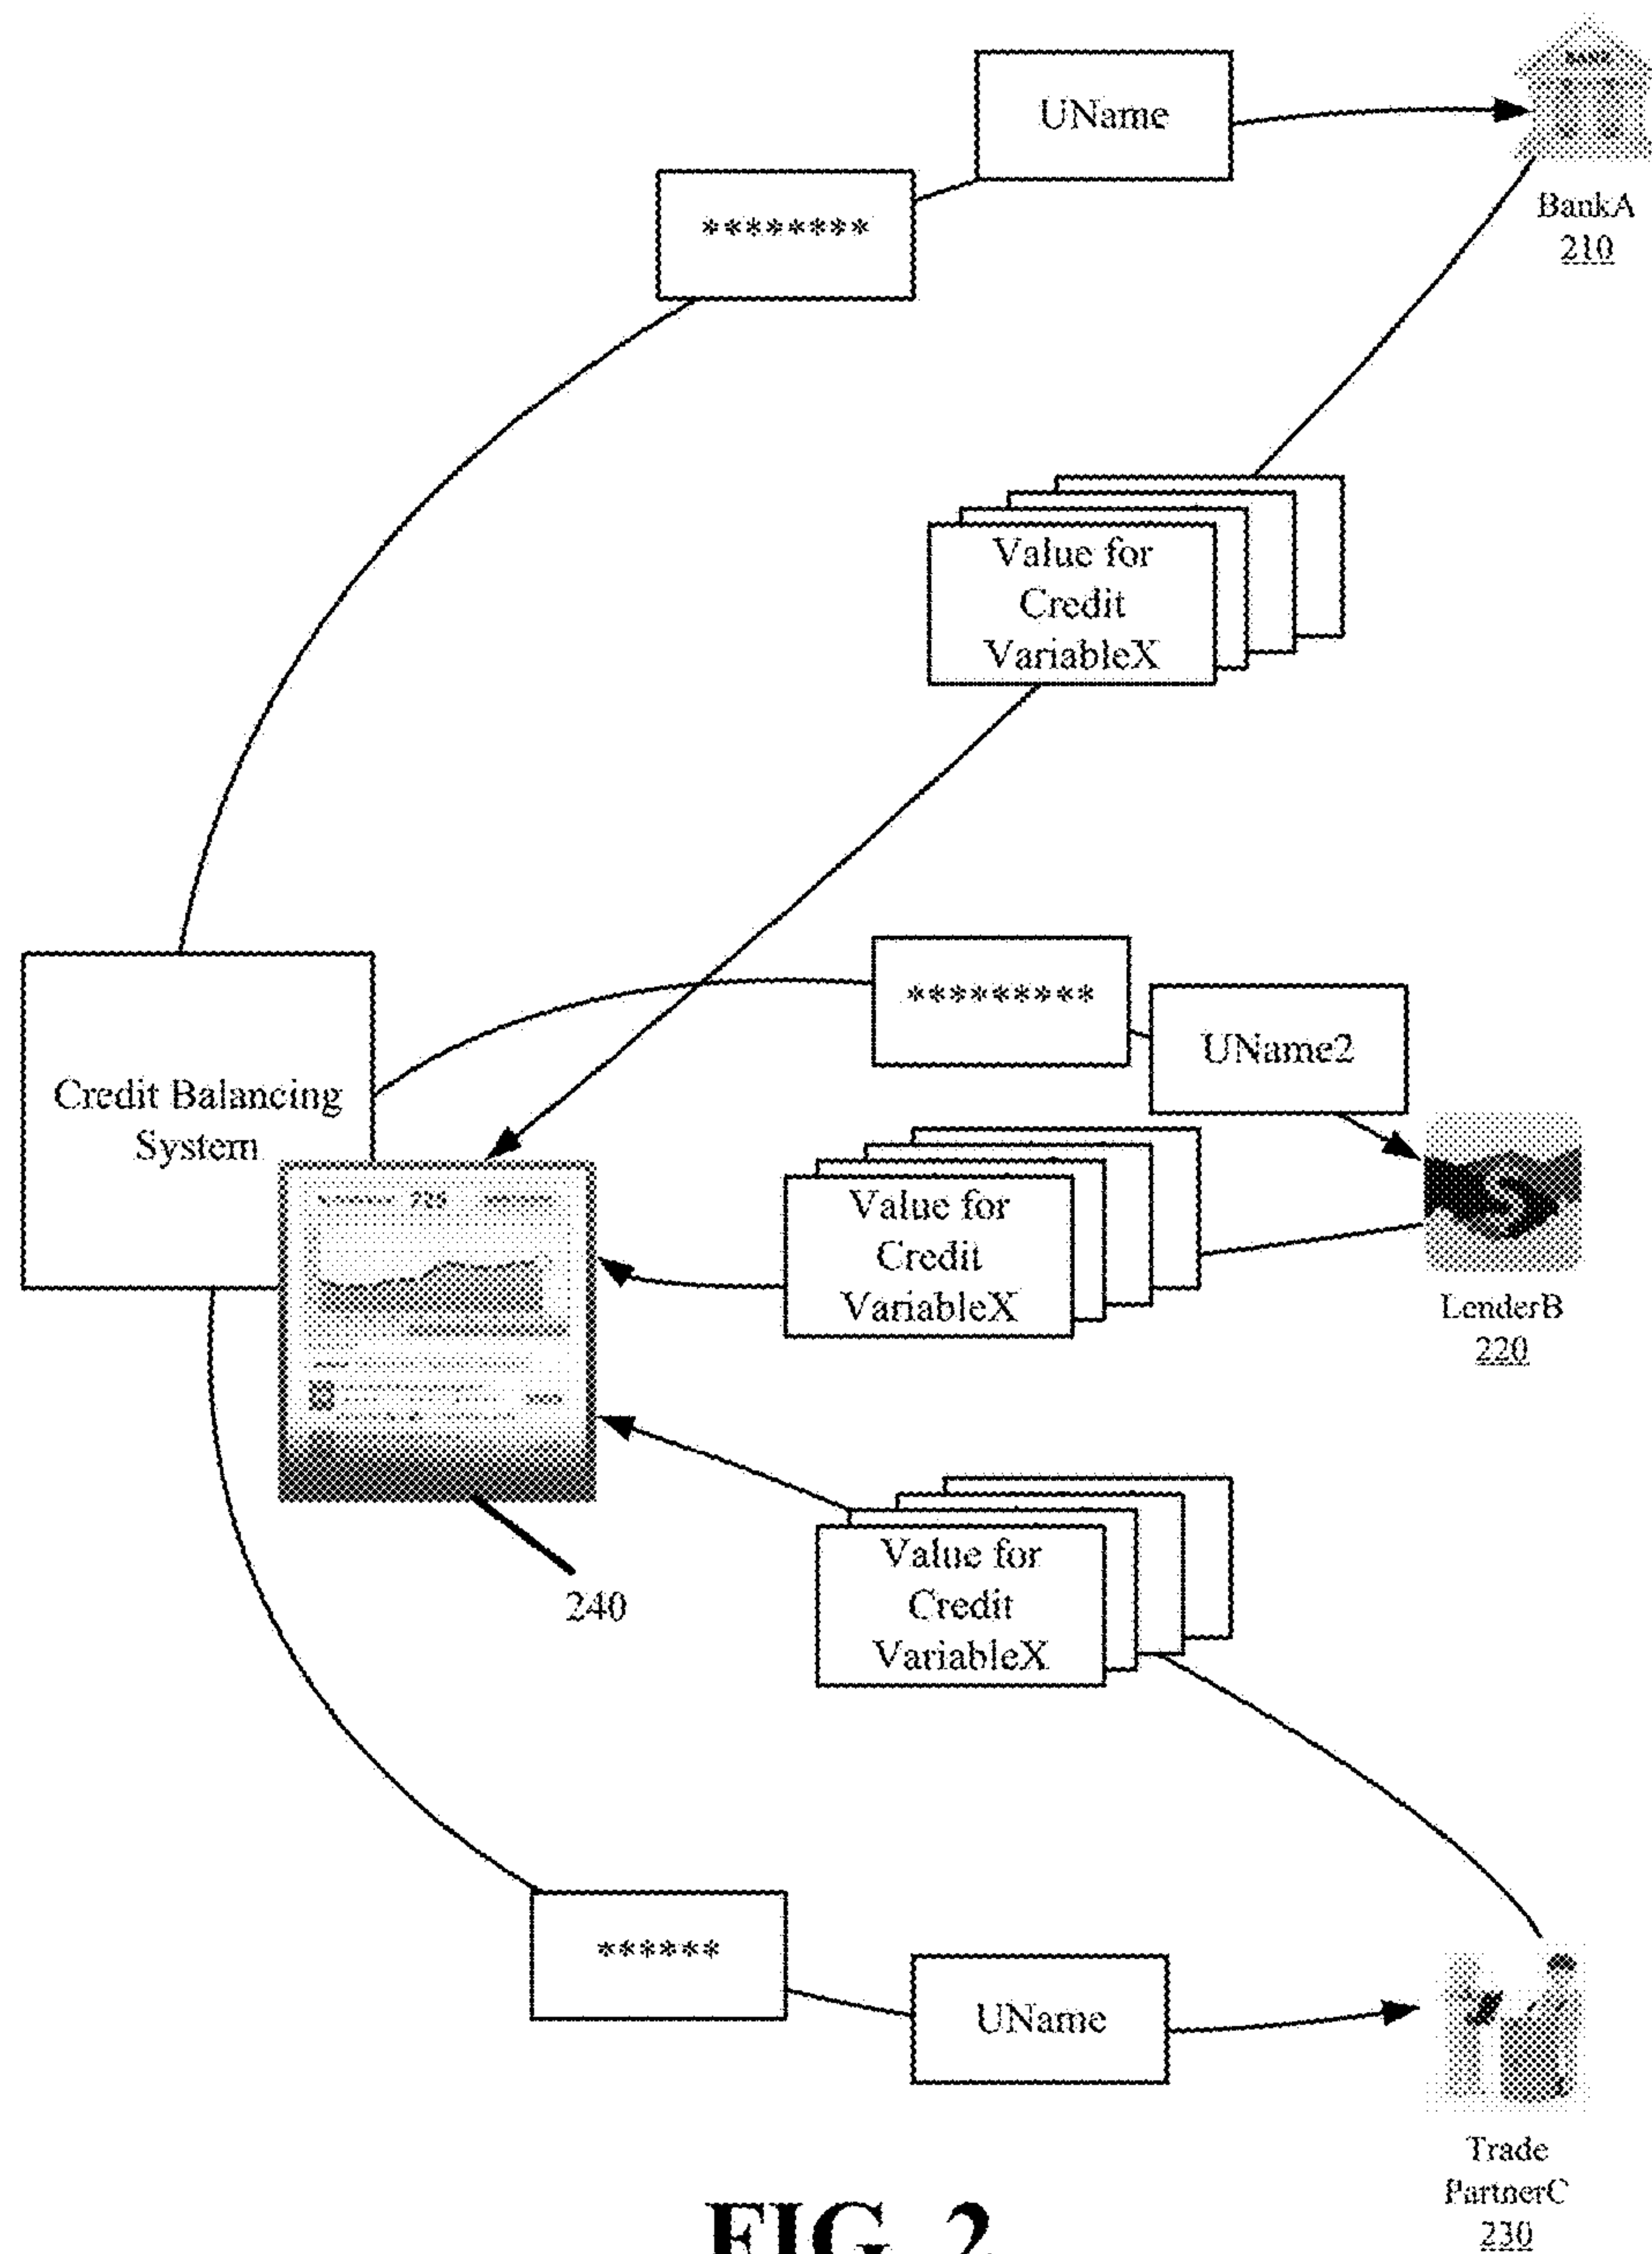 UName
********
BANK
BankA
210
Value for
Credit
VariableX
*********
UName2
Credit Balancing
System
Value for
Credit
VariableX
LenderB
220
240
Value for
Credit
VariableX
******
UName
Trade
PartnerC
230
FIG. 2